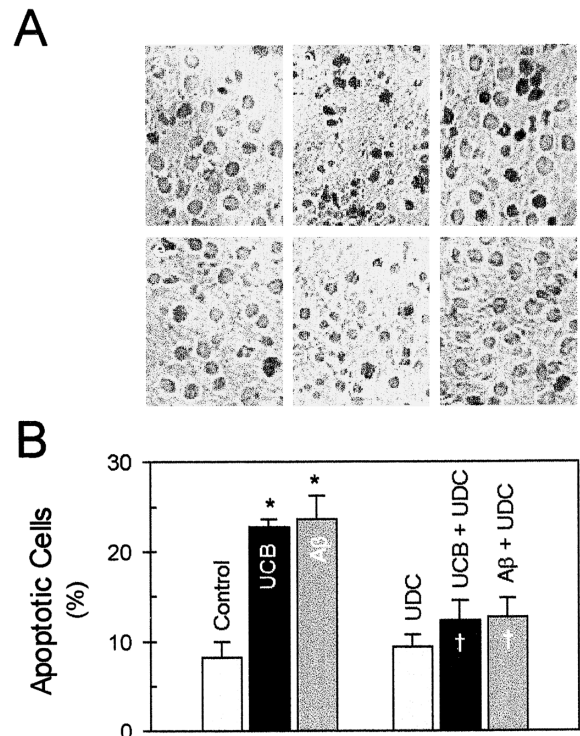 A
B
Apoptotic Cells
(%)
30
20
10
0
Control
UCB
*
Aβ
*
UDC
UCB + UDC
†
Aβ + UDC
†